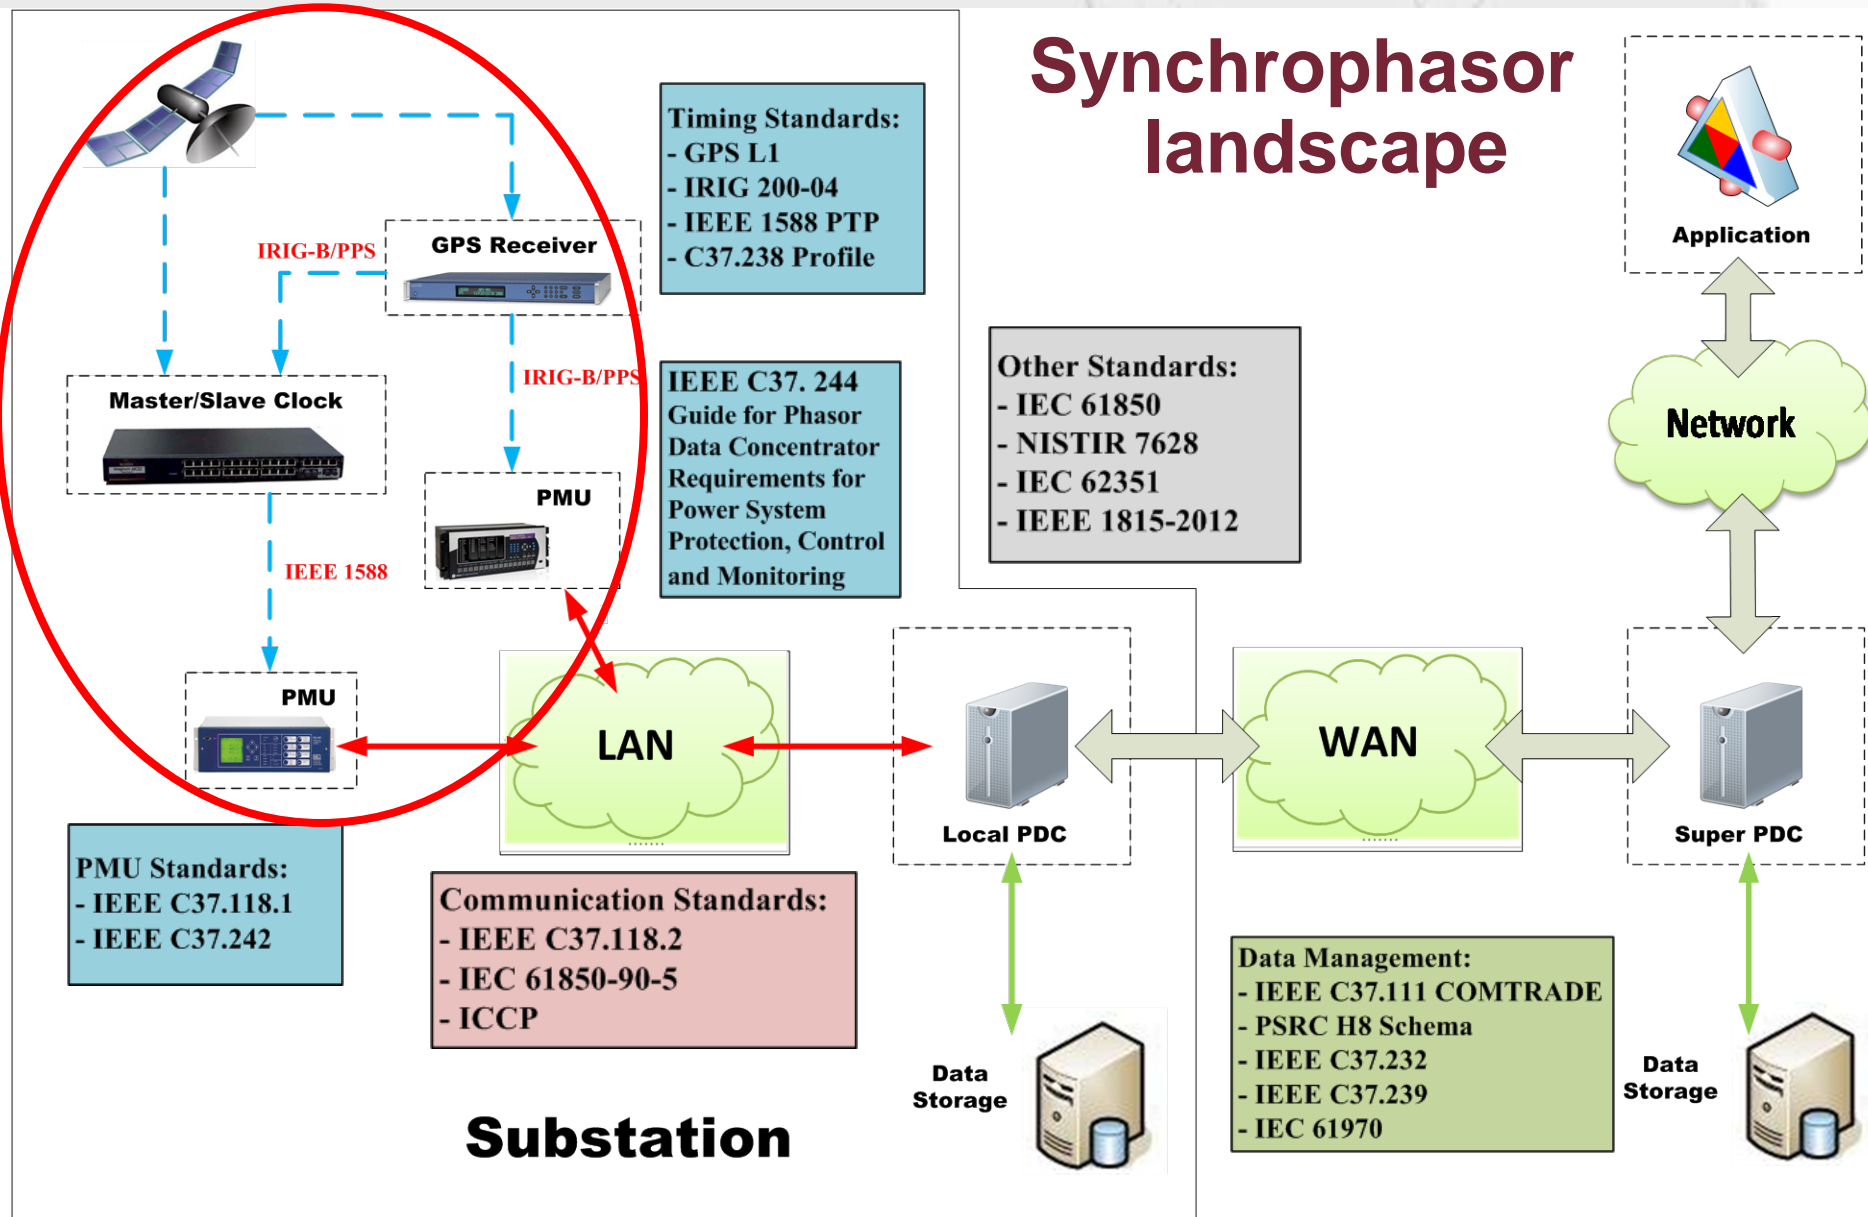 Synchrophasor
landscape
Timing Standards:
- GPS L1
- IRIG 200-04
- IEEE 1588 PTP
- C37.238 Profile
GPS Receiver
IRIG-B/PPS
IRIG-B/PPS
Master/Slave Clock
IEEE 1588
PMU
PMU
IEEE C37. 244
Guide for Phasor
Data Concentrator
Requirements for
Power System
Protection, Control
and Monitoring
Other Standards:
- IEC 61850
- NISTIR 7628
- IEC 62351
- IEEE 1815-2012
Application
Network
LAN
Local PDC
WAN
Super PDC
PMU Standards:
- IEEE C37.118.1
- IEEE C37.242
Communication Standards:
- IEEE C37.118.2
- IEC 61850-90-5
- ICCP
Data Management:
- IEEE C37.111 COMTRADE
- PSRC H8 Schema
- IEEE C37.232
- IEEE C37.239
- IEC 61970
Data
Storage
Data
Storage
Substation